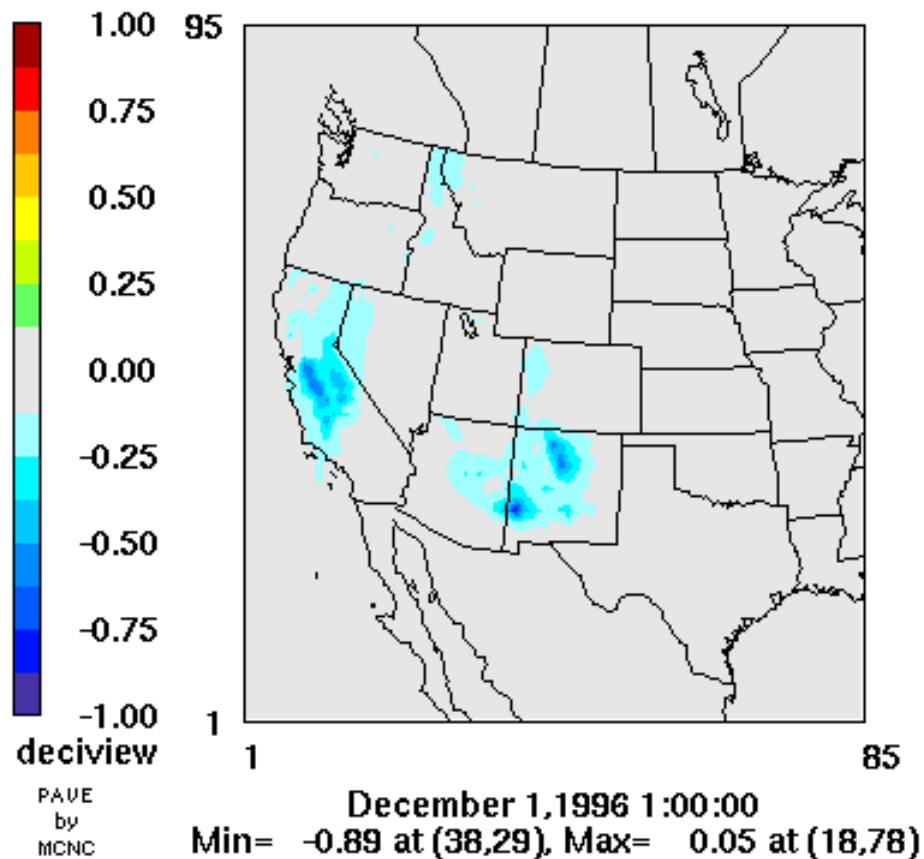 1.00
0.75
0.50
0.25
0.00
-0.25
-0.50
-0.75
-1.00
deciview
PAVE
by
MCNC
95
1
1
85
December 1,1996 1:00:00
Min= -0.89 at (38,29), Max= 0.05 at (18,78)